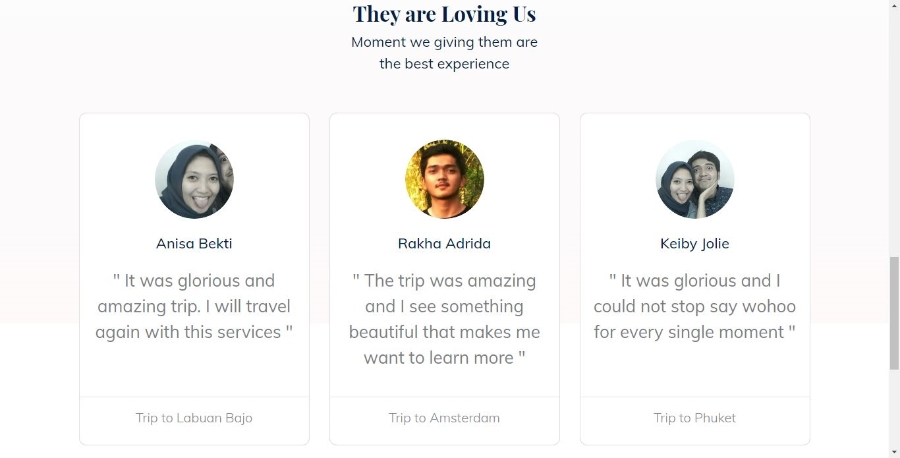 They are Loving Us
Moment we giving them are
the best experience
Anisa Bekti
" It was glorious and
amazing trip. I will travel
again with this services "
Trip to Labuan Bajo
Rakha Adrida
" The trip was amazing
and I see something
beautiful that makes me
want to learn more "
Trip to Amsterdam
Keiby Jolie
" It was glorious and I
could not stop say wohoo
for every single moment "
Trip to Phuket